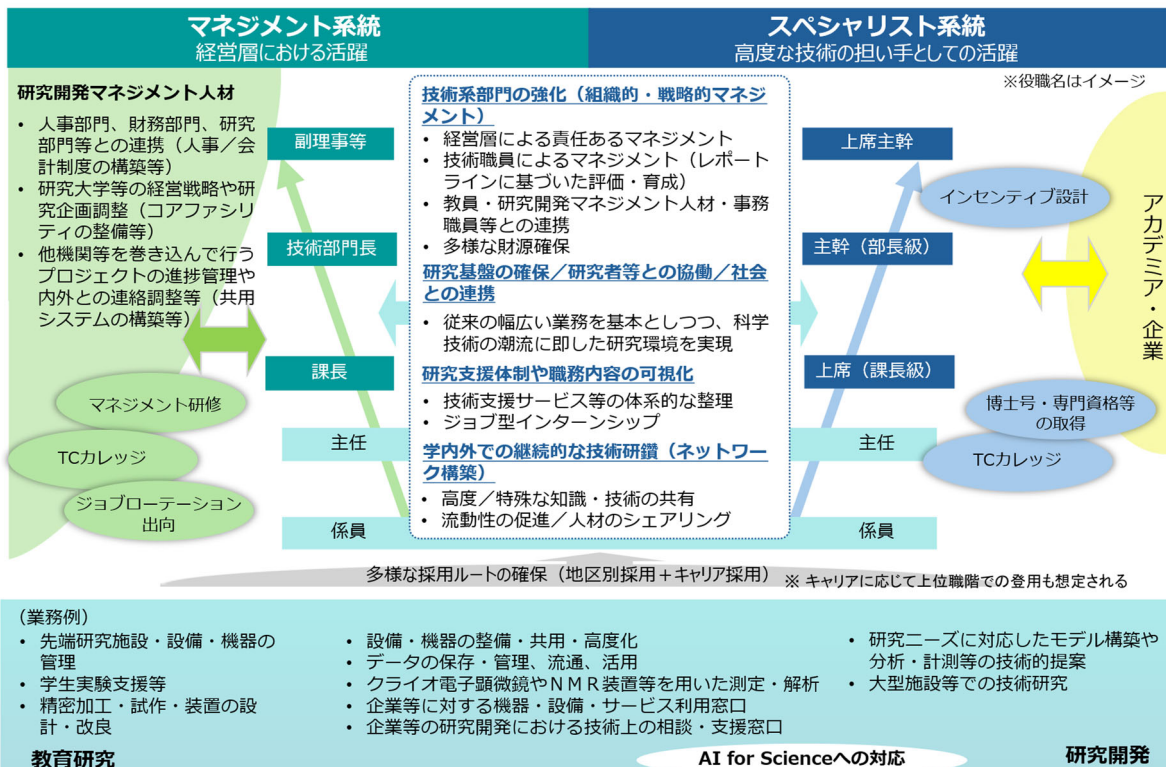 マネジメント系統
経営層における活躍
スペシャリスト系統
高度な技術の担い手としての活躍
※役職名はイメージ
研究開発マネジメント人材
• 人事部門、財務部門、研究
部門等との連携（人事／会
計制度の構築等）
• 研究大学等の経営戦略や研
究企画調整（コアファシリ
ティの整備等）
• 他機関等を巻き込んで行う
プロジェクトの進捗管理や
内外との連絡調整等（共用
システムの構築等）
マネジメント研修
TCカレッジ
ジョブローテーション
出向
副理事等
技術部門長
課長
主任
係員
技術系部門の強化（組織的・戦略的マネジ
メント）
• 経営層による責任あるマネジメント
• 技術職員によるマネジメント（レポート
ラインに基づいた評価・育成）
• 教員・研究開発マネジメント人材・事務
職員等との連携
• 多様な財源確保
研究基盤の確保／研究者等との協働／社会
との連携
• 従来の幅広い業務を基本としつつ、科学
技術の潮流に即した研究環境を実現
研究支援体制や職務内容の可視化
• 技術支援サービス等の体系的な整理
• ジョブ型インターンシップ
学内外での継続的な技術研鑽（ネットワー
ク構築）
• 高度／特殊な知識・技術の共有
• 流動性の促進／人材のシェアリング
上席主幹
主幹（部長級）
上席（課長級）
主任
係員
インセンティブ設計
博士号・専門資格等
の取得
TCカレッジ
アカデミア・企業
多様な採用ルートの確保（地区別採用＋キャリア採用）
※ キャリアに応じて上位職階での登用も想定される
（業務例）
• 先端研究施設・設備・機器の
管理
• 学生実験支援等
• 精密加工・試作・装置の設
計・改良
• 設備・機器の整備・共用・高度化
• データの保存・管理、流通、活用
• クライオ電子顕微鏡やＮＭＲ装置等を用いた測定・解析
• 企業等に対する機器・設備・サービス利用窓口
• 企業等の研究開発における技術上の相談・支援窓口
• 研究ニーズに対応したモデル構築や
分析・計測等の技術的提案
• 大型施設等での技術研究
教育研究
AI for Scienceへの対応
研究開発